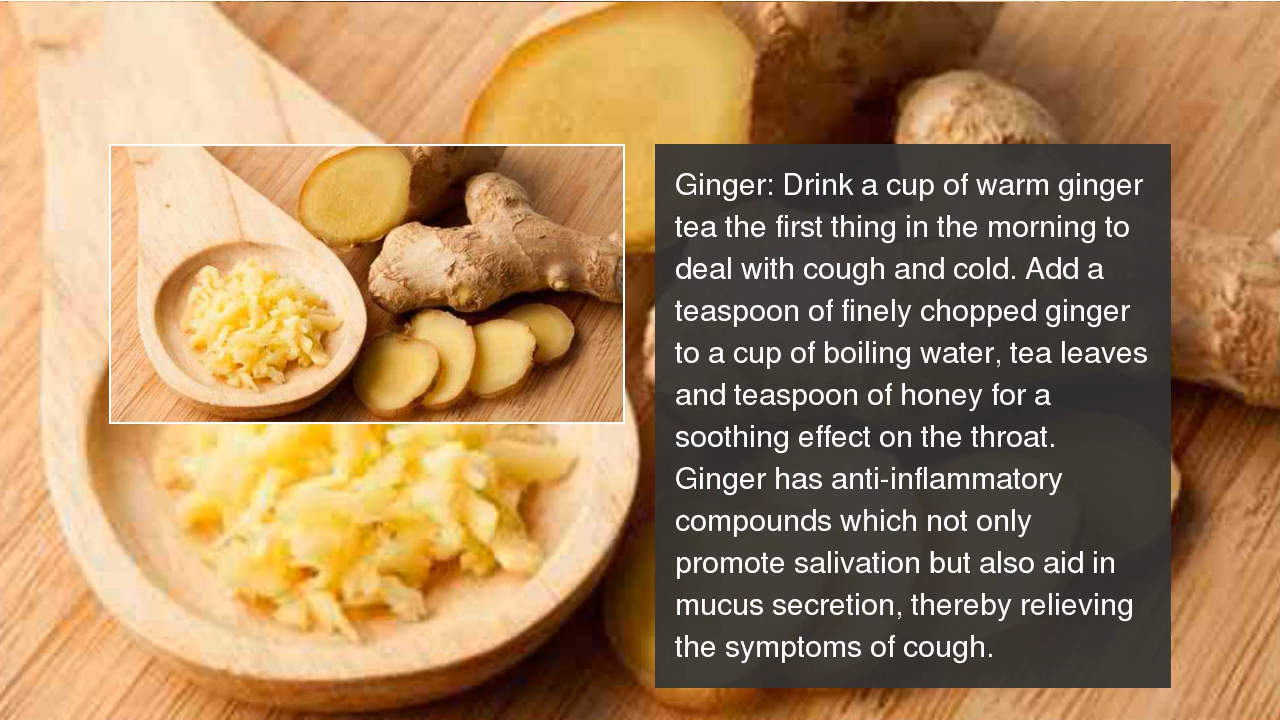 Ginger: Drink a cup of warm ginger
tea the first thing in the morning to
deal with cough and cold. Add a
teaspoon of finely chopped ginger
to a cup of boiling water, tea leaves
and teaspoon of honey for a
soothing effect on the throat.
Ginger has anti-inflammatory
compounds which not only
promote salivation but also aid in
mucus secretion, thereby relieving
the symptoms of cough.